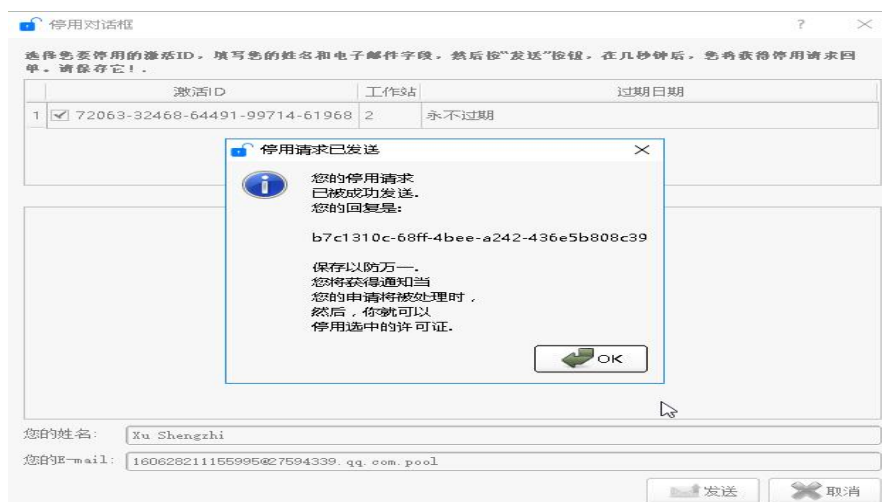 停用对话框
?
选择您要停用的激活ID，填写您的姓名和电子邮件字段，然后按“发送”按钮，在几秒钟后，您将获得停用请求回
单。请保存它！.
激活ID 工作站 过期日期
1 72063-32468-64491-99714-61968 2 永不过期
停用请求已发送
您的停用请求
已被成功发送.
您的回复是:
b7c1310c-68ff-4bee-a242-436e5b808c39
保存以防万一.
您将获得通知当
您的申请将被处理时，
然后，你就可以
停用选中的许可证.
OK
您的姓名: Xu Shengzhi
您的E-mail: 160628211155995@27594339.qq.com.pool
发送 取消